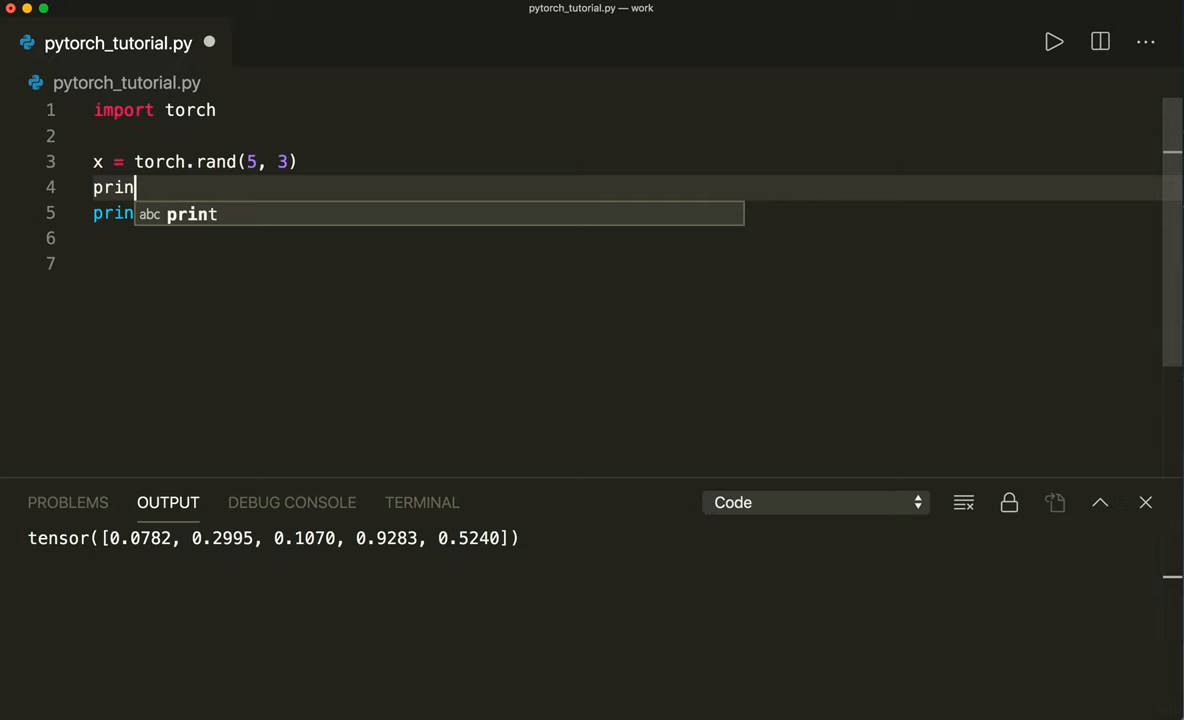 pytorch_tutorial.py — work
pytorch_tutorial.py
pytorch_tutorial.py
1 import torch
2
3 x = torch.rand(5, 3)
4 prin
abc print
5 prin
6
7
PROBLEMS OUTPUT DEBUG CONSOLE TERMINAL Code
tensor([0.0782, 0.2995, 0.1070, 0.9283, 0.5240])